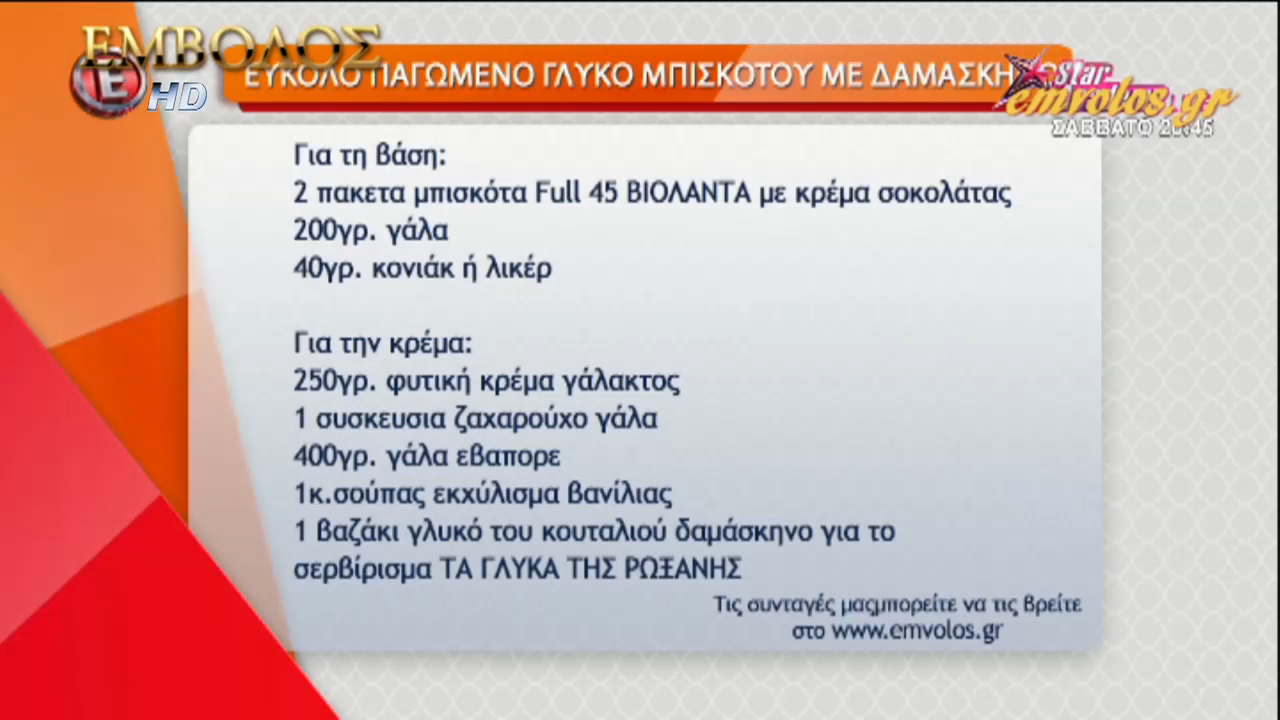 ΕΜΒΟΛΟΣ
E HD
ΕΥΚΟΛΟ ΠΑΓΩΜΕΝΟ ΓΛΥΚΟ ΜΠΙΣΚΟΤΟΥ ΜΕ
Star
emvolos.gr
ΣΑΒΒΑΤΟ 20:45
Για τη βάση:
2 πακετα μπισκότα Full 45 ΒΙΟΛΑΝΤΑ με κρέμα σοκολάτας
200γρ. γάλα
40γρ. κονιάκ ή λικέρ
Για την κρέμα:
250γρ. φυτική κρέμα γάλακτος
1 συσκευσια ζαχαρούχο γάλα
400γρ. γάλα εβαπορε
1κ.σούπας εκχύλισμα βανίλιας
1 βαζάκι γλυκό του κουταλιού δαμάσκηνο για το
σερβίρισμα ΤΑ ΓΛΥΚΑ ΤΗΣ ΡΩΞΑΝΗΣ
Τις συνταγές μαςμπορείτε να τις βρείτε
στο www.emvolos.gr